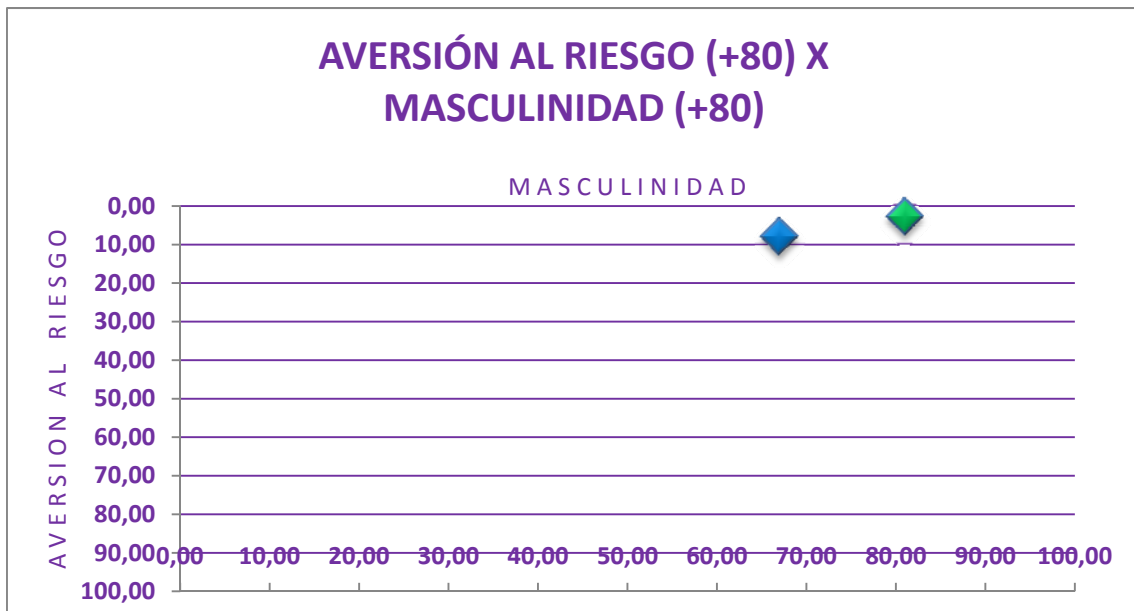 AVERSIÓN AL RIESGO (+80) X
MASCULINIDAD (+80)
MASCULINIDAD
AVERSION AL RIESGO
0,00
10,00
20,00
30,00
40,00
50,00
60,00
70,00
80,00
90,00
100,00
0,00 10,00 20,00 30,00 40,00 50,00 60,00 70,00 80,00 90,00 100,00